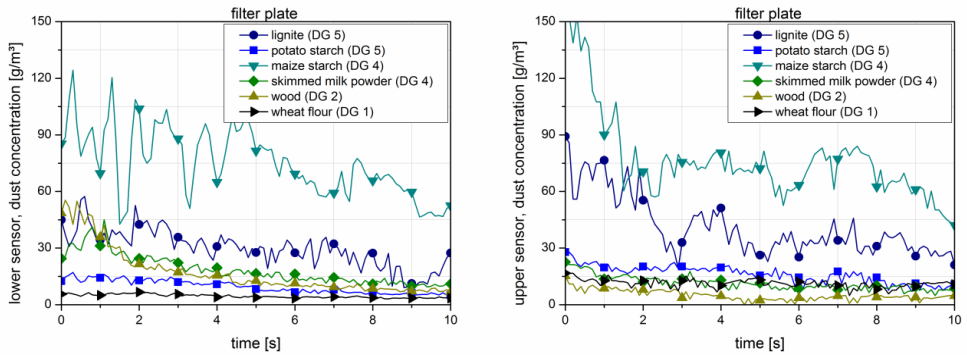 filter plate
lower sensor, dust concentration [g/m³]
150
120
90
60
30
0
lignite (DG 5)
potato starch (DG 5)
maize starch (DG 4)
skimmed milk powder (DG 4)
wood (DG 2)
wheat flour (DG 1)
0 2 4 6 8 10
time [s]
filter plate
upper sensor, dust concentration [g/m³]
150
120
90
60
30
0
lignite (DG 5)
potato starch (DG 5)
maize starch (DG 4)
skimmed milk powder (DG 4)
wood (DG 2)
wheat flour (DG 1)
0 2 4 6 8 10
time [s]